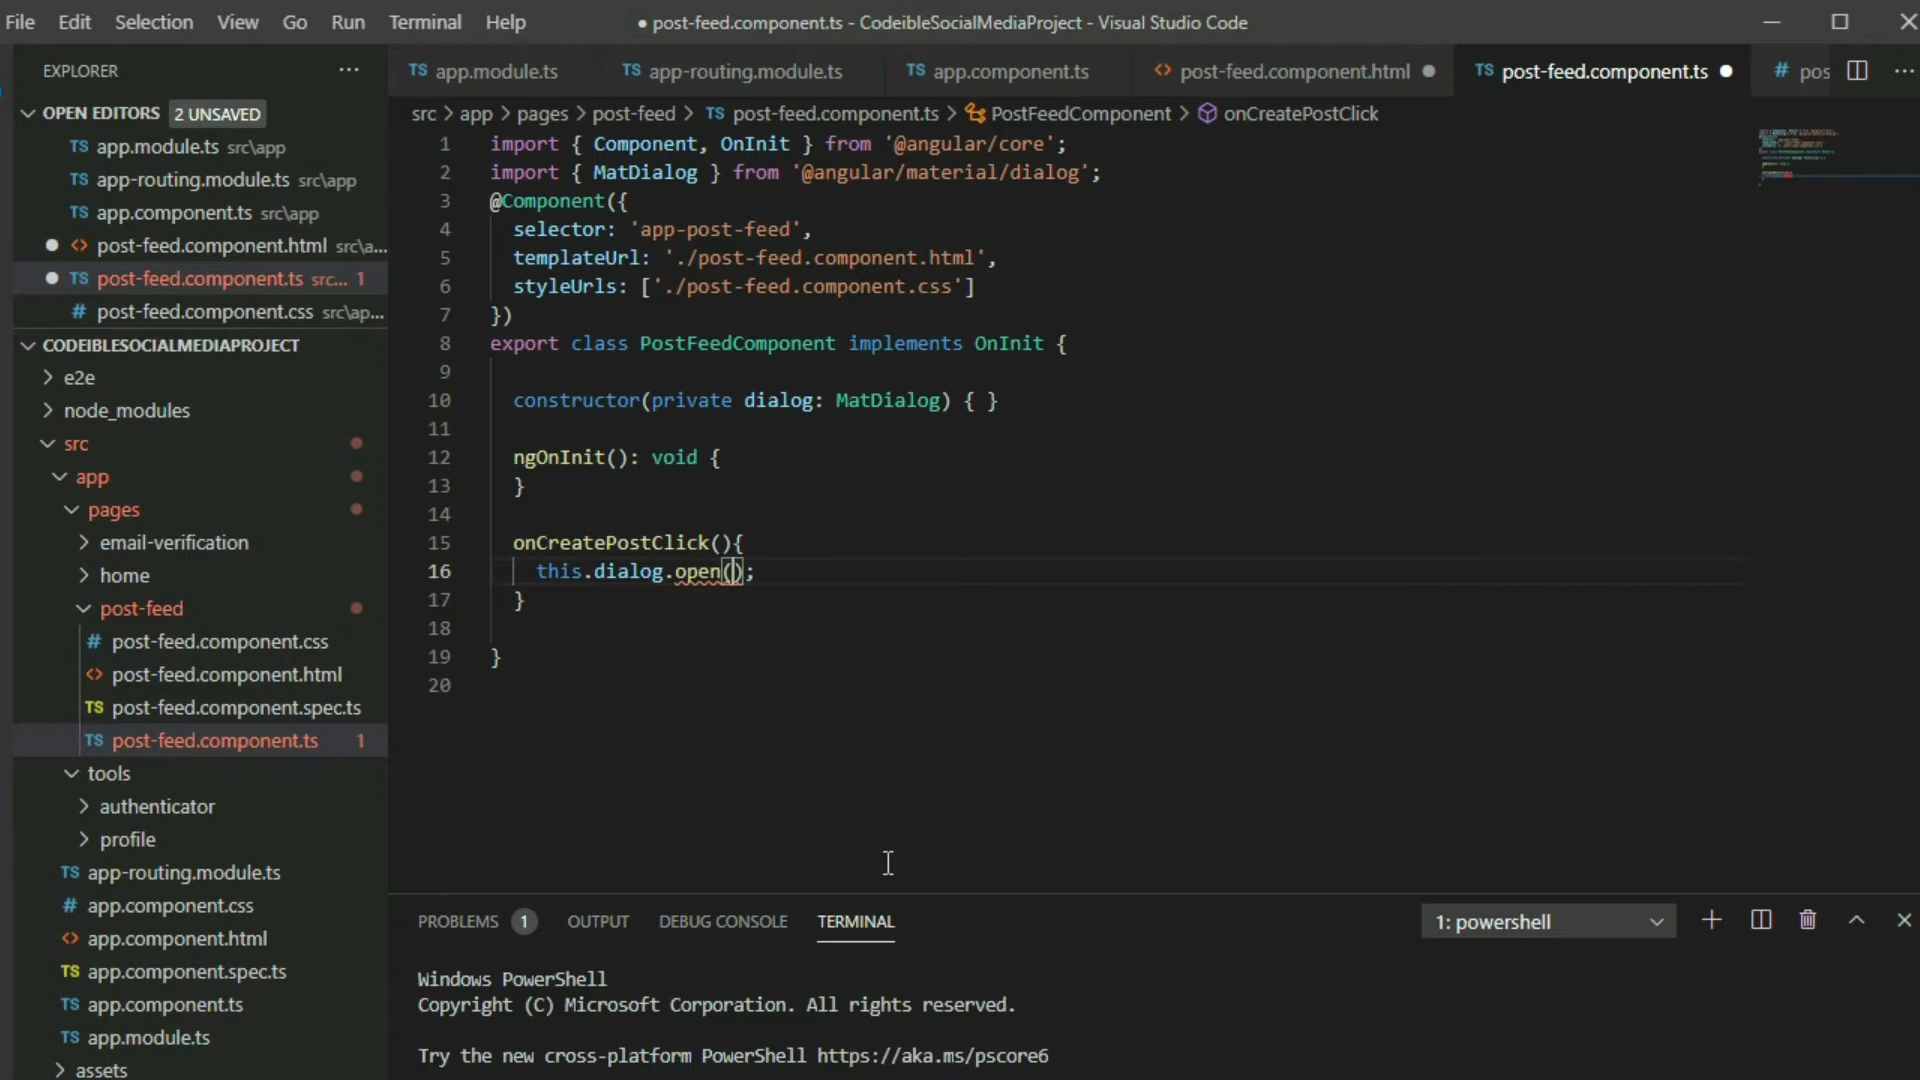 File Edit Selection View Go Run Terminal Help
● post-feed.component.ts - CodeibleSocialMediaProject - Visual Studio Code
EXPLORER ···
OPEN EDITORS 2 UNSAVED
TS app.module.ts src\app
TS app-routing.module.ts src\app
TS app.component.ts src\app
<> post-feed.component.html src\a...
TS post-feed.component.ts src... 1
# post-feed.component.css src\ap...
CODEIBLESOCIALMEDIAPROJECT
e2e
node_modules
src
app
pages
email-verification
home
post-feed
# post-feed.component.css
<> post-feed.component.html
TS post-feed.component.spec.ts
TS post-feed.component.ts 1
tools
authenticator
profile
TS app-routing.module.ts
# app.component.css
<> app.component.html
TS app.component.spec.ts
TS app.component.ts
TS app.module.ts
assets
TS app.module.ts TS app-routing.module.ts TS app.component.ts <> post-feed.component.html TS post-feed.component.ts # pos ···
src > app > pages > post-feed > TS post-feed.component.ts > PostFeedComponent > onCreatePostClick
1 import { Component, OnInit } from '@angular/core';
2 import { MatDialog } from '@angular/material/dialog';
3 @Component({
4 selector: 'app-post-feed',
5 templateUrl: './post-feed.component.html',
6 styleUrls: ['./post-feed.component.css']
7 })
8 export class PostFeedComponent implements OnInit {
9
10 constructor(private dialog: MatDialog) { }
11
12 ngOnInit(): void {
13 }
14
15 onCreatePostClick(){
16 this.dialog.open();
17 }
18
19 }
20
PROBLEMS 1 OUTPUT DEBUG CONSOLE TERMINAL 1: powershell
Windows PowerShell
Copyright (C) Microsoft Corporation. All rights reserved.
Try the new cross-platform PowerShell https://aka.ms/pscore6